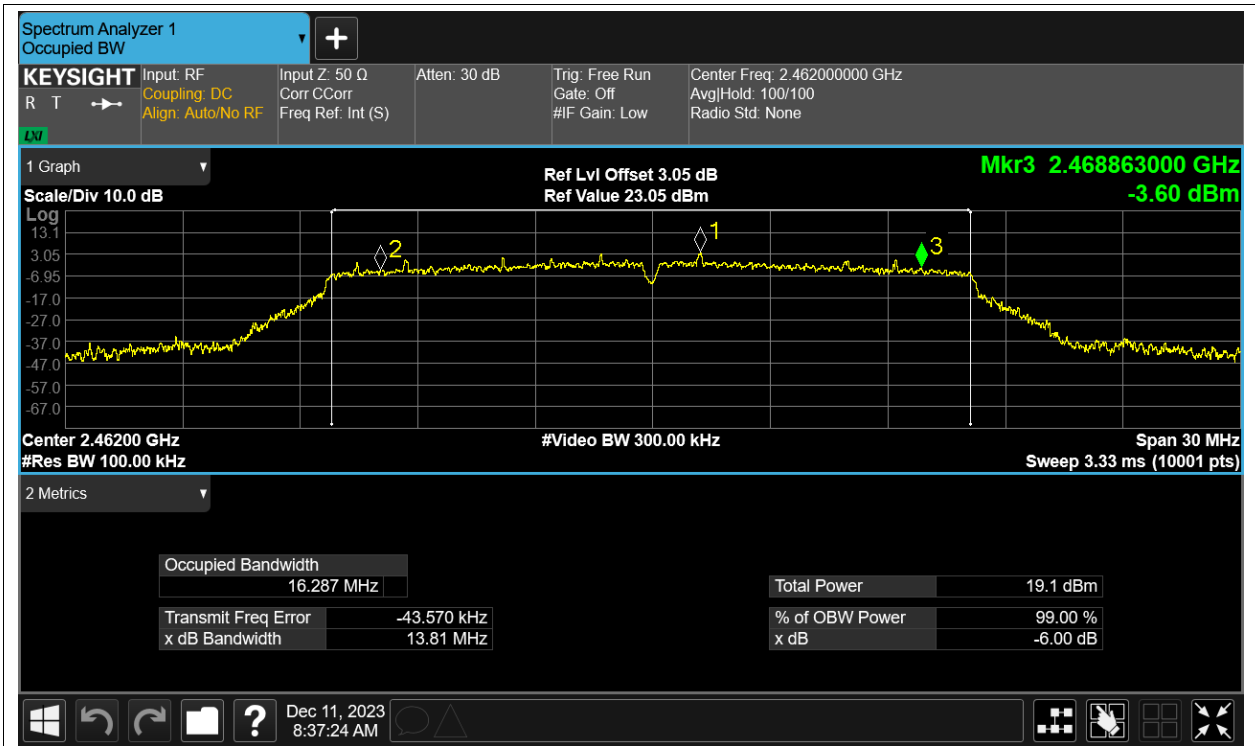 Spectrum Analyzer 1
Occupied BW
KEYSIGHT
R T
LXI
Input: RF
Coupling: DC
Align: Auto/No RF
Input Z: 50 Ω
Corr CCorr
Freq Ref: Int (S)
Atten: 30 dB
Trig: Free Run
Gate: Off
#IF Gain: Low
Center Freq: 2.462000000 GHz
Avg|Hold: 100/100
Radio Std: None
1 Graph
Scale/Div 10.0 dB
Ref Lvl Offset 3.05 dB
Ref Value 23.05 dBm
Mkr3 2.468863000 GHz
-3.60 dBm
Log
13.1
3.05
-6.95
-17.0
-27.0
-37.0
-47.0
-57.0
-67.0
2
1
3
Center 2.46200 GHz
#Res BW 100.00 kHz
#Video BW 300.00 kHz
Span 30 MHz
Sweep 3.33 ms (10001 pts)
2 Metrics
Occupied Bandwidth
16.287 MHz
Transmit Freq Error -43.570 kHz
x dB Bandwidth 13.81 MHz
Total Power 19.1 dBm
% of OBW Power 99.00 %
x dB -6.00 dB
?
Dec 11, 2023
8:37:24 AM